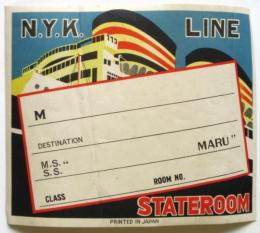 N.Y.K. LINE
M
DESTINATION
M.S. "
S.S. MARU"
CLASS ROOM NO.
STATEROOM
PRINTED IN JAPAN